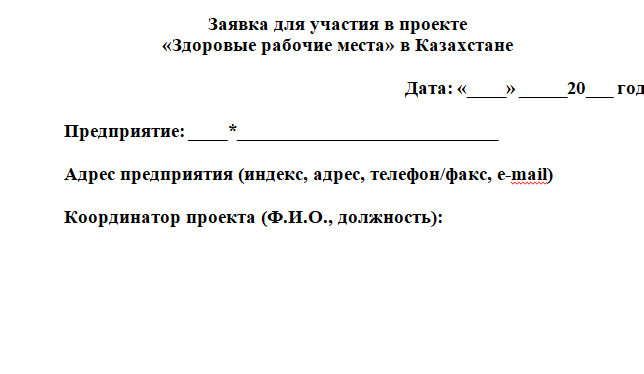 Заявка для участия в проекте
«Здоровые рабочие места» в Казахстане
Дата: «____» _____20___ год
Предприятие: ____*___________________________
Адрес предприятия (индекс, адрес, телефон/факс, e-mail)
Координатор проекта (Ф.И.О., должность):